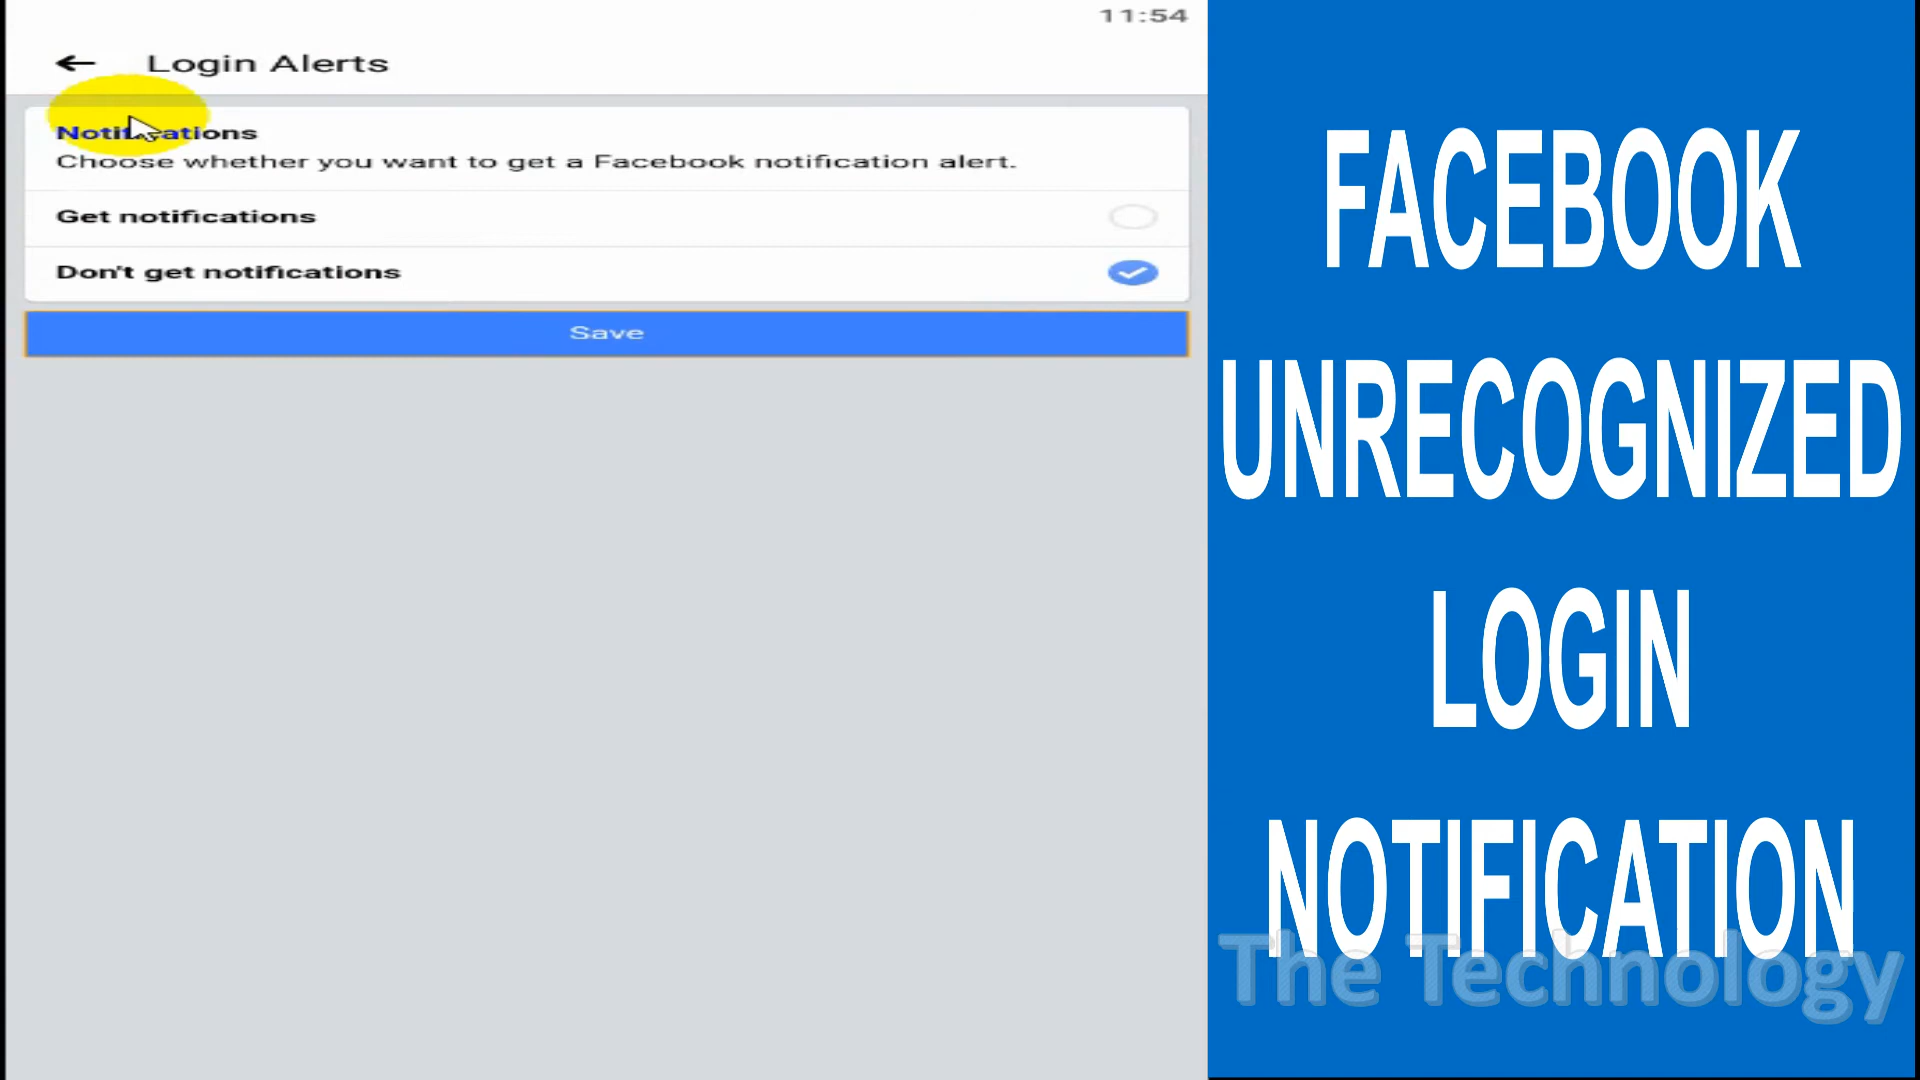 11:54
Login Alerts
Notifications
Choose whether you want to get a Facebook notification alert.
Get notifications
Don't get notifications
Save
FACEBOOK
UNRECOGNIZED
LOGIN
NOTIFICATION
The Technology